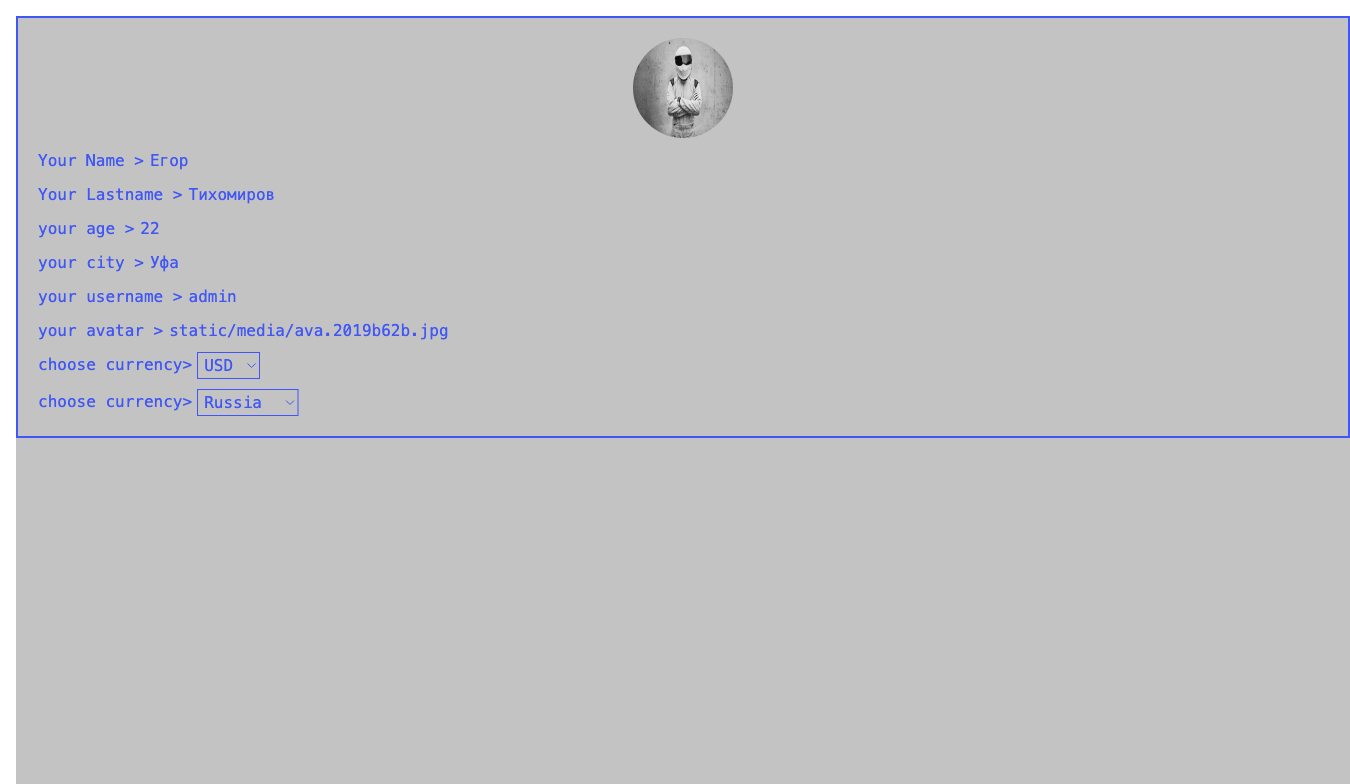 Your Name > Егор
Your Lastname > Тихомиров
your age > 22
your city > Уфа
your username > admin
your avatar > static/media/ava.2019b62b.jpg
choose currency> USD
choose currency> Russia